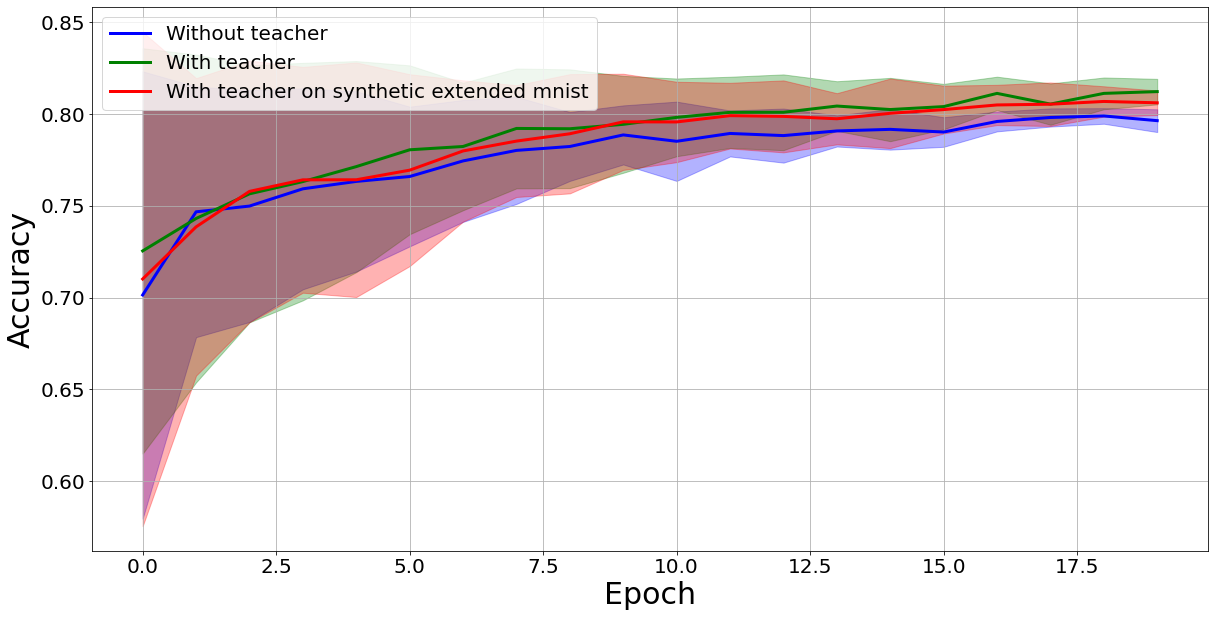 Without teacher
With teacher
With teacher on synthetic extended mnist
Accuracy
0.85
0.80
0.75
0.70
0.65
0.60
0.0 2.5 5.0 7.5 10.0 12.5 15.0 17.5
Epoch